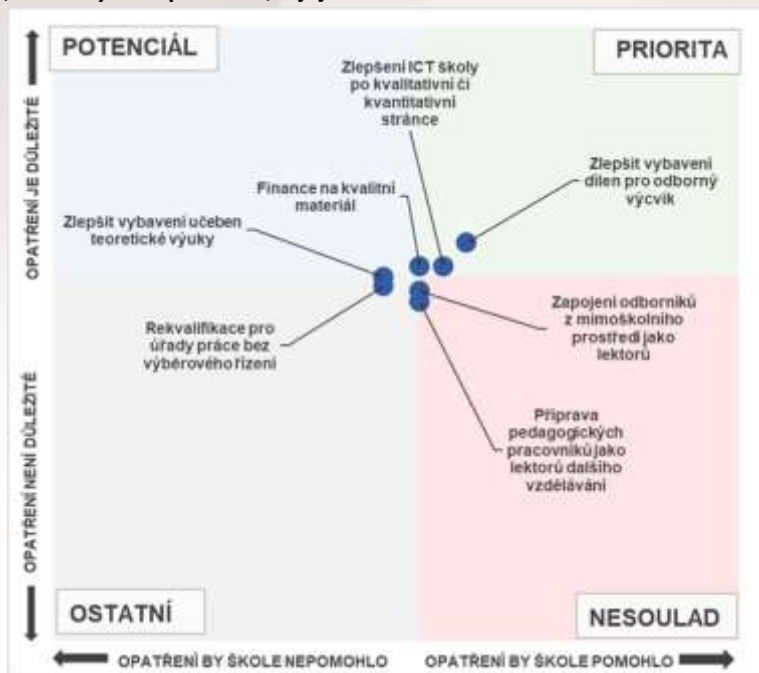 POTENCIÁL
PRIORITA
Zlepšení ICT školy
po kvalitativní či
kvantitativní
stránce
Zlepšit vybavení
dílen pro odborný
výcvik
Finance na kvalitní
materiál
Zlepšit vybavení učeben
teoretické výuky
Rekvalifikace pro
úřady práce bez
výběrového řízení
Zapojení odborníků
z mimoškolního
prostředí jako
lektorů
Příprava
pedagogických
pracovníků jako
lektorů dalšího
vzdělávání
OSTATNÍ
NESOULAD
OPATŘENÍ JE DŮLEŽITÉ
OPATŘENÍ NENÍ DŮLEŽITÉ
OPATŘENÍ BY ŠKOLE NEPOMOHLO
OPATŘENÍ BY ŠKOLE POMOHLO